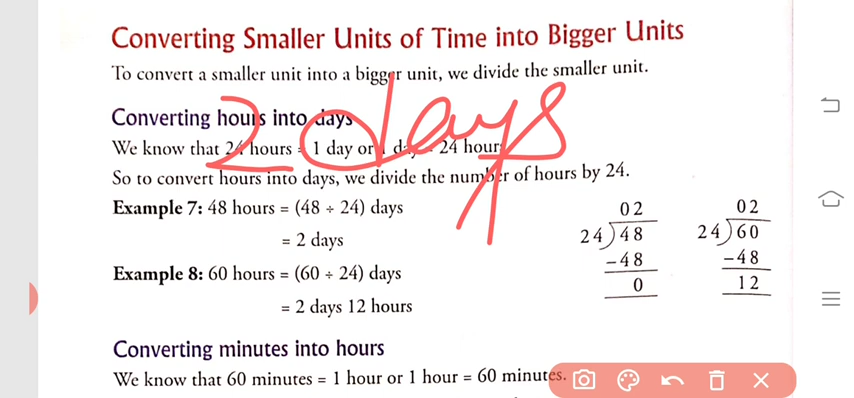 Converting Smaller Units of Time into Bigger Units
To convert a smaller unit into a bigger unit, we divide the smaller unit.
Converting hours into days
2 days
We know that 24 hours = 1 day or 1 day = 24 hours
So to convert hours into days, we divide the number of hours by 24.
Example 7: 48 hours = (48 ÷ 24) days
= 2 days
Example 8: 60 hours = (60 ÷ 24) days
= 2 days 12 hours
02
24)48
-48
0
02
24)60
-48
12
Converting minutes into hours
We know that 60 minutes = 1 hour or 1 hour = 60 minutes.